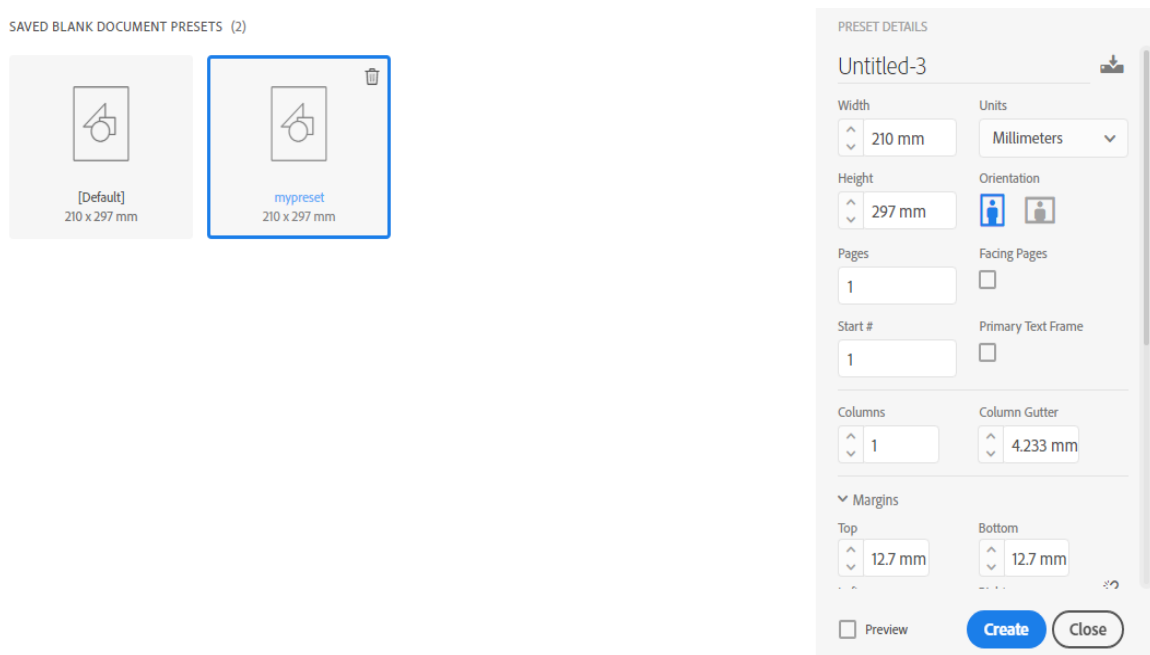 SAVED BLANK DOCUMENT PRESETS (2)
[Default]
210 x 297 mm
mypreset
210 x 297 mm
PRESET DETAILS
Untitled-3
Width
Units
210 mm
Millimeters
Height
Orientation
297 mm
Pages
Facing Pages
1
Start #
Primary Text Frame
1
Columns
Column Gutter
1
4.233 mm
Margins
Top
Bottom
12.7 mm
12.7 mm
Preview
Create
Close